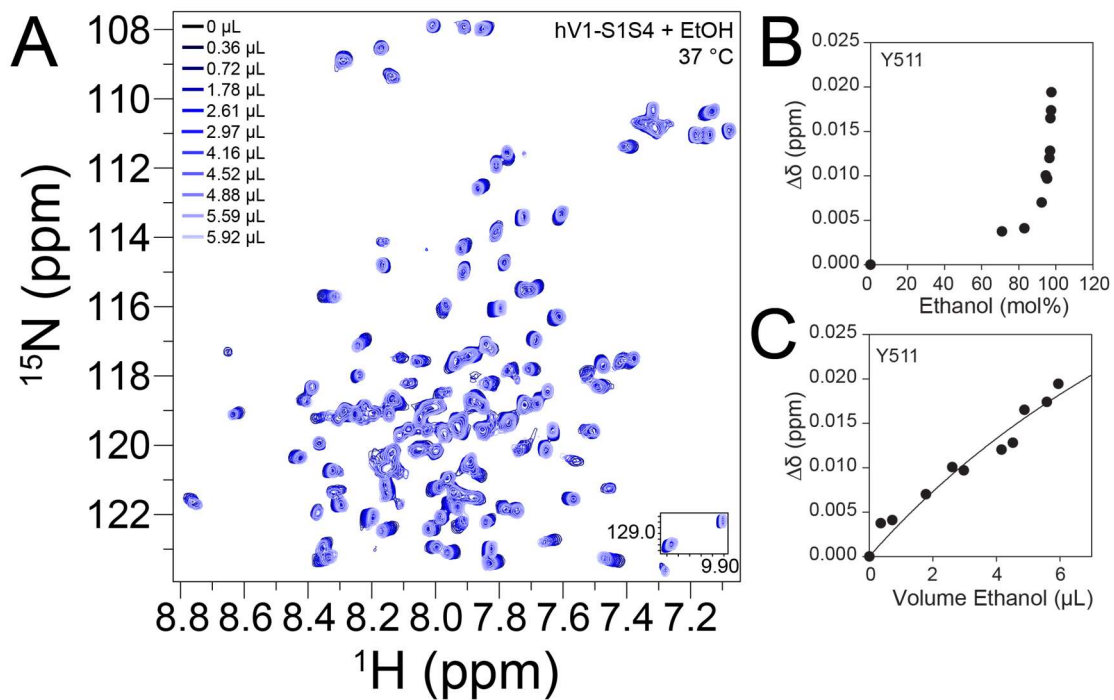 A
hV1-S1S4 + EtOH
37 °C
0 µL
0.36 µL
0.72 µL
1.78 µL
2.61 µL
2.97 µL
4.16 µL
4.52 µL
4.88 µL
5.59 µL
5.92 µL
108
110
112
114
116
118
120
122
15N (ppm)
129.0
9.90
8.8 8.6 8.4 8.2 8.0 7.8 7.6 7.4 7.2
1H (ppm)
B
Y511
0.025
0.020
0.015
0.010
0.005
0.000
Δδ (ppm)
0 20 40 60 80 100 120
Ethanol (mol%)
C
Y511
0.025
0.020
0.015
0.010
0.005
0.000
Δδ (ppm)
0 2 4 6
Volume Ethanol (µL)